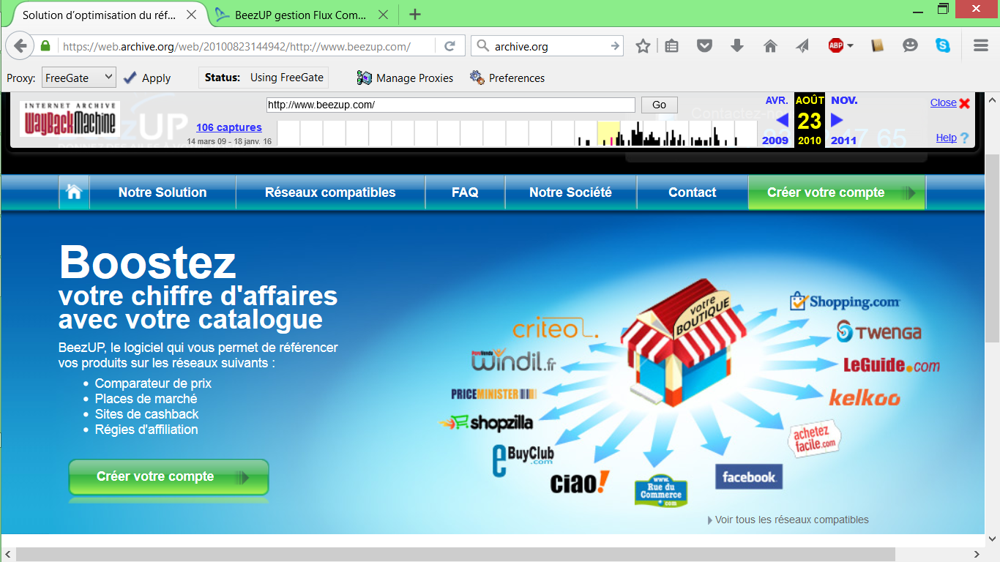 Solution d'optimisation du réf...
BeezUP gestion Flux Com...
https://web.archive.org/web/20100823144942/http://www.beezup.com/
archive.org
ABP
Proxy: FreeGate Apply Status: Using FreeGate Manage Proxies Preferences
INTERNET ARCHIVE
WayBackMachine
http://www.beezup.com/
Go
106 captures
14 mars 09 - 18 janv. 16
AVR. AOÛT NOV.
23
2009 2010 2011
Close
Help ?
UP
Contactez-n
47 65
Notre Solution
Réseaux compatibles
FAQ
Notre Société
Contact
Créer votre compte
Boostez
votre chiffre d'affaires
avec votre catalogue
BeezUP, le logiciel qui vous permet de référencer
vos produits sur les réseaux suivants :
• Comparateur de prix
• Places de marché
• Sites de cashback
• Régies d'affiliation
Créer votre compte
votre
BOUTIQUE
criteo.
windil.fr
PRICEMINISTER
shopzilla
eBuyClub
.com
ciao!
www.
Rue du
Commerce
.com
facebook
achetez
facile.com
kelkoo
LeGuide.com
TWENGA
Shopping.com
Voir tous les réseaux compatibles